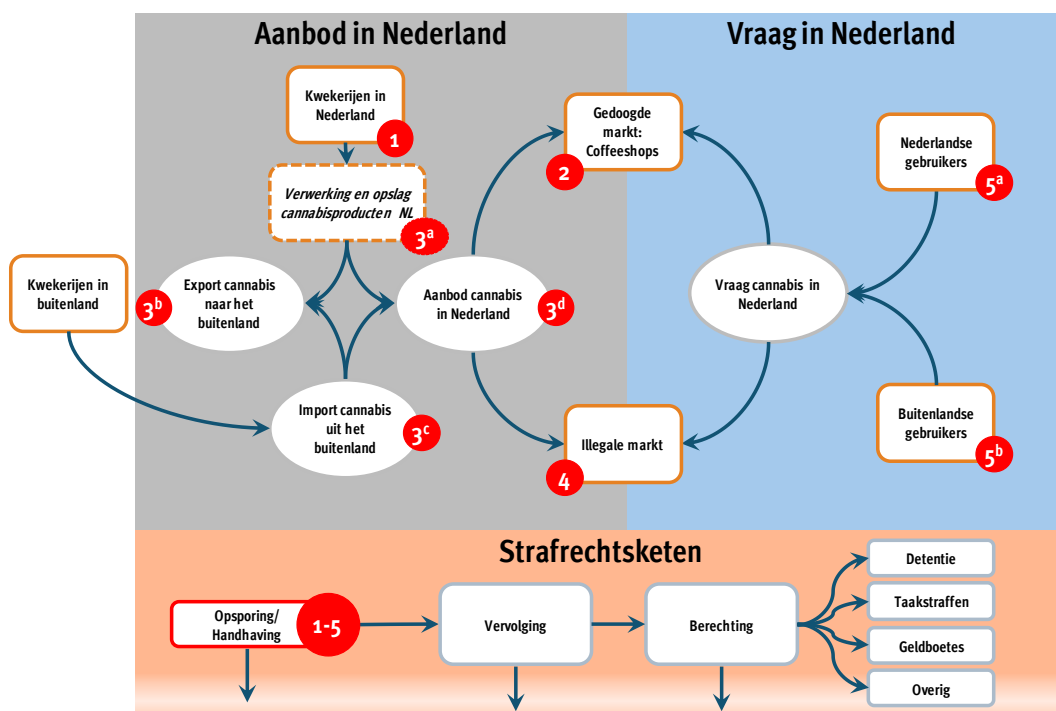 Aanbod in Nederland
Vraag in Nederland
Kwekerijen in
Nederland
1
Gedoogde
markt:
Coffeeshops
2
Nederlandse
gebruikers
5a
Verwerking en opslag
cannabisproducten NL
3a
Kwekerijen in
buitenland
3b
Export cannabis
naar het
buitenland
Aanbod cannabis
in Nederland
3d
Vraag cannabis in
Nederland
Import cannabis
uit het
buitenland
3c
Illegale markt
4
Buitenlandse
gebruikers
5b
Strafrechtsketen
Opsporing/
Handhaving
1-5
Vervolging
Berechting
Detentie
Taakstraffen
Geldboetes
Overig